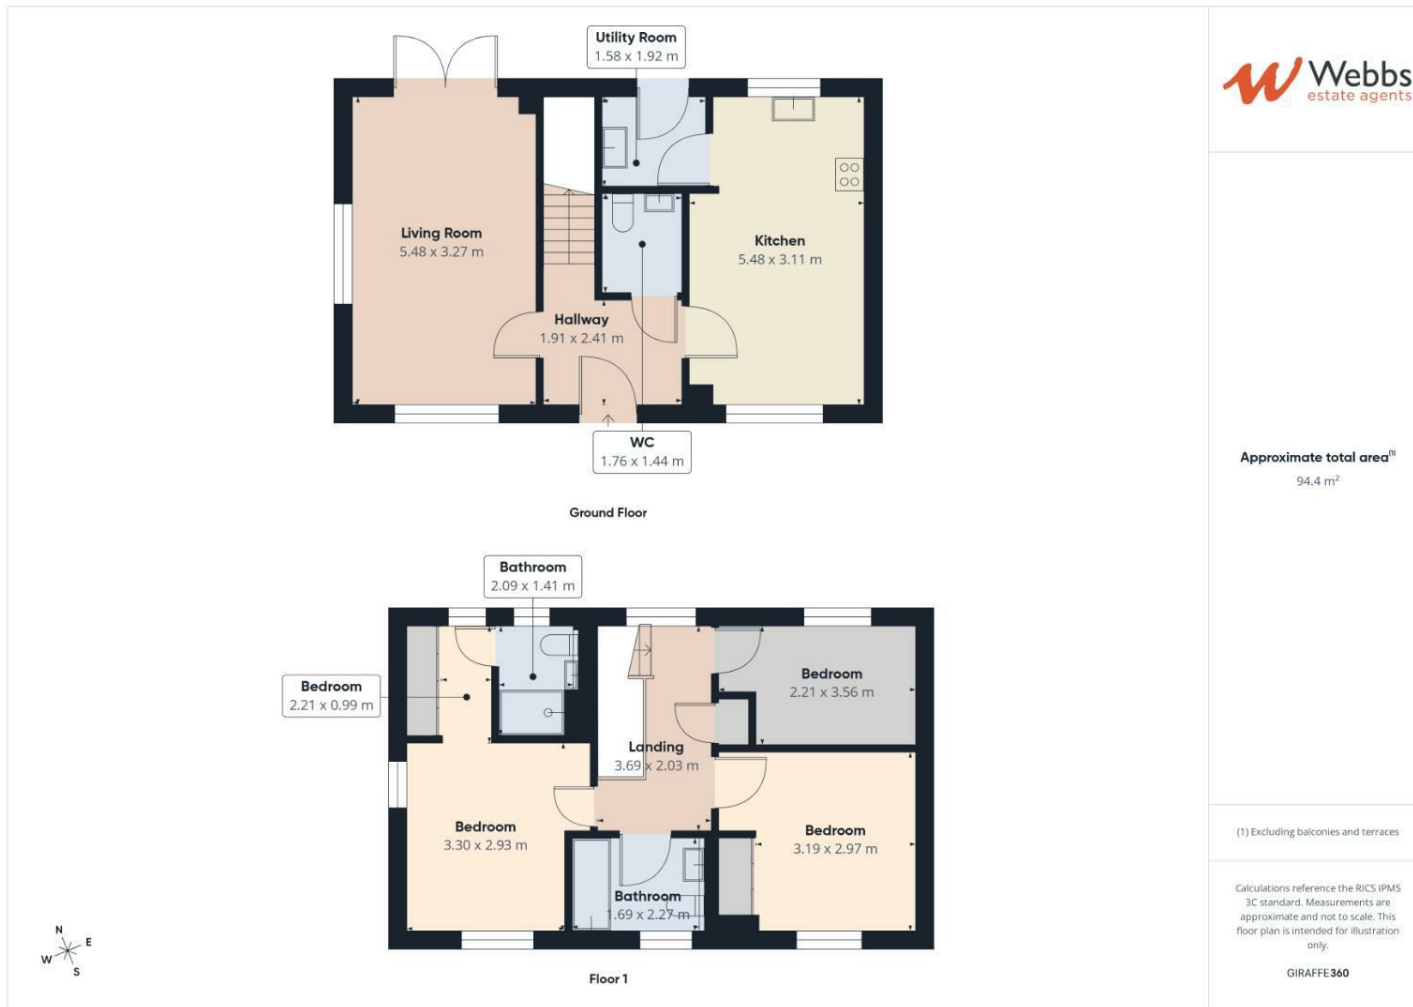 Utility Room
1.58 x 1.92 m
Living Room
5.48 x 3.27 m
Kitchen
5.48 x 3.11 m
Hallway
1.91 x 2.41 m
WC
1.76 x 1.44 m
Ground Floor
Bathroom
2.09 x 1.41 m
Bedroom
2.21 x 0.99 m
Bedroom
2.21 x 3.56 m
Landing
3.69 x 2.03 m
Bedroom
3.30 x 2.93 m
Bedroom
3.19 x 2.97 m
Bathroom
1.69 x 2.27 m
Floor 1
N
E
W
S
Webbs
estate agents
Approximate total area(1)
94.4 m²
(1) Excluding balconies and terraces
Calculations reference the RICS IPMS
3C standard. Measurements are
approximate and not to scale. This
floor plan is intended for illustration
only.
GIRAFFE360